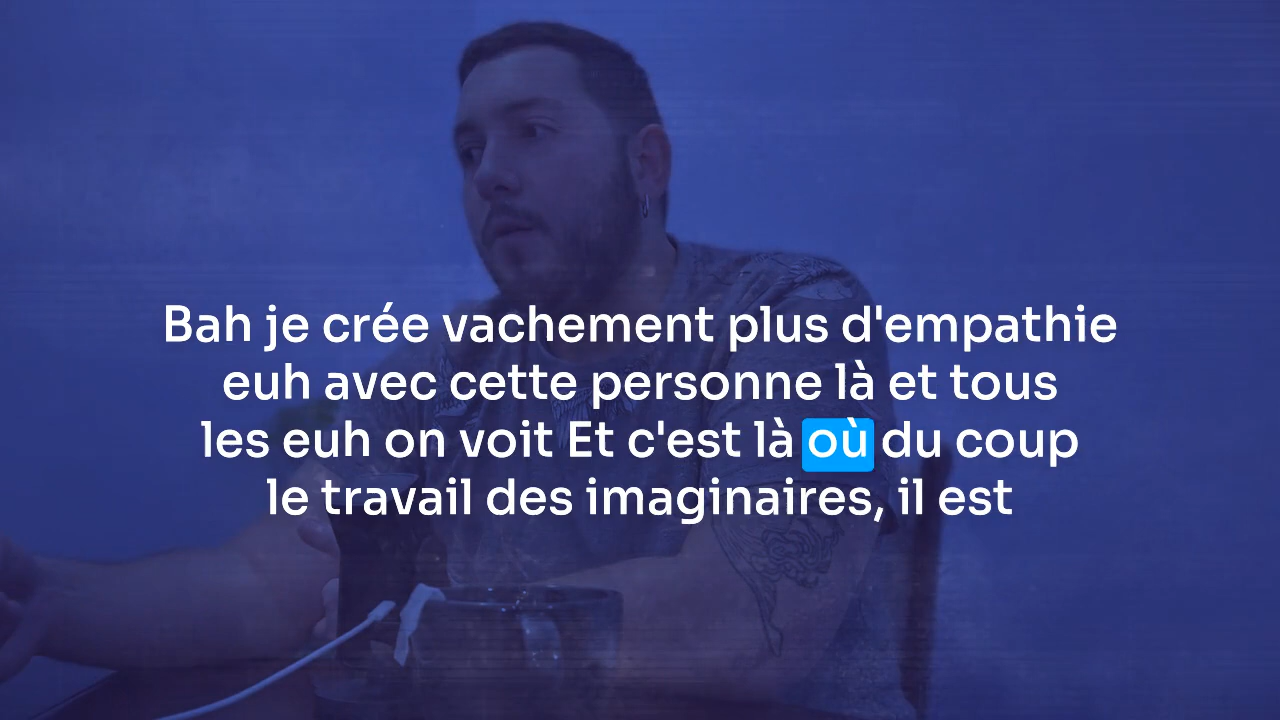 Bah je crée vachement plus d'empathie
euh avec cette personne là et tous
les euh on voit Et c'est là où du coup
le travail des imaginaires, il est